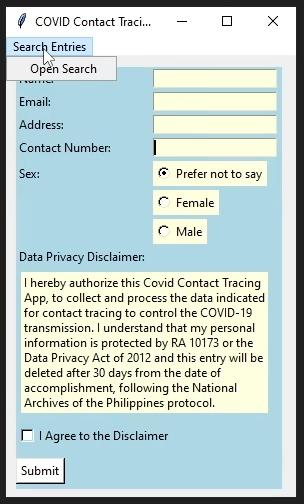 COVID Contact Traci...
Search Entries
Open Search
Name:
Email:
Address:
Contact Number:
Sex:
Prefer not to say
Female
Male
Data Privacy Disclaimer:
I hereby authorize this Covid Contact Tracing
App, to collect and process the data indicated
for contact tracing to control the COVID-19
transmission. I understand that my personal
information is protected by RA 10173 or the
Data Privacy Act of 2012 and this entry will be
deleted after 30 days from the date of
accomplishment, following the National
Archives of the Philippines protocol.
I Agree to the Disclaimer
Submit